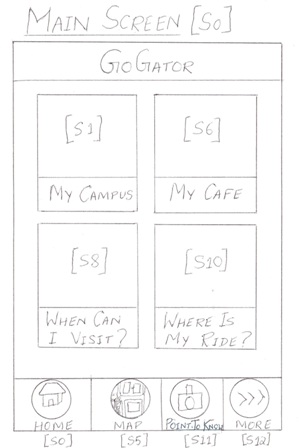 MAIN SCREEN [S0]
GOGATOR
[S1] [S6]
MY CAMPUS MY CAFE
[S8] [S10]
WHEN CAN I VISIT? WHERE IS MY RIDE?
HOME MAP POINT-TO KNOW MORE
[S0] [S5] [S11] [S12]